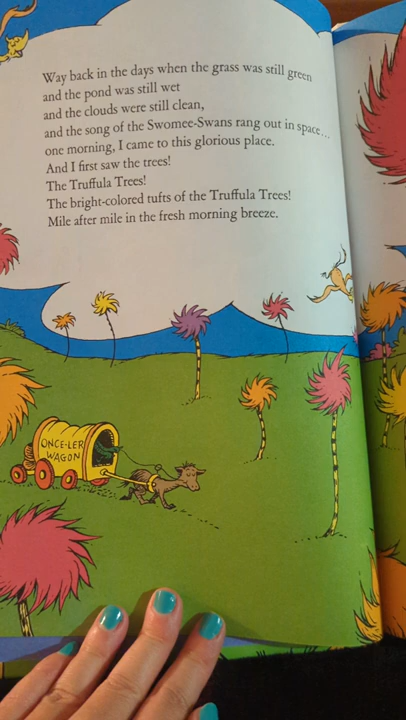 Way back in the days when the grass was still green
and the pond was still wet
and the clouds were still clean,
and the song of the Swomee-Swans rang out in space...
one morning, I came to this glorious place.
And I first saw the trees!
The Truffula Trees!
The bright-colored tufts of the Truffula Trees!
Mile after mile in the fresh morning breeze.
ONCE-LER
WAGON